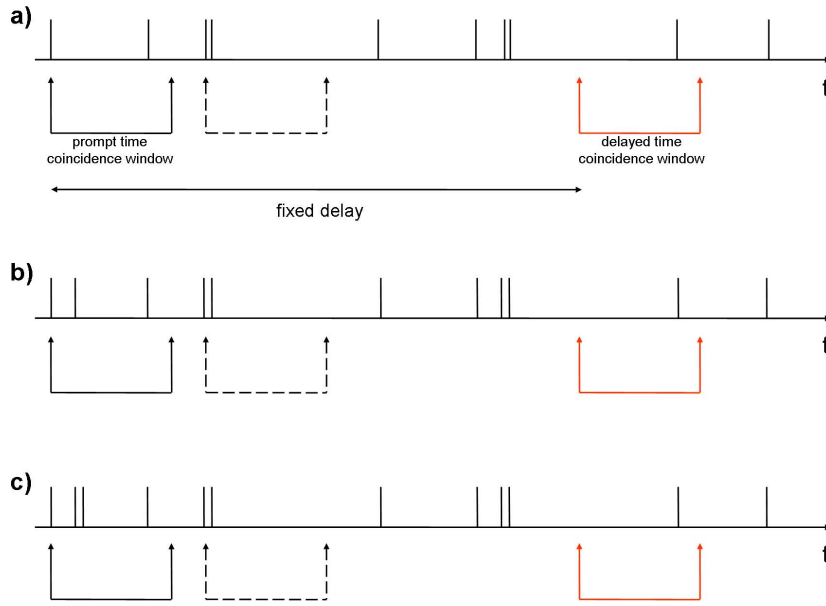 a)
t
prompt time
coincidence window
delayed time
coincidence window
fixed delay
b)
t
c)
t